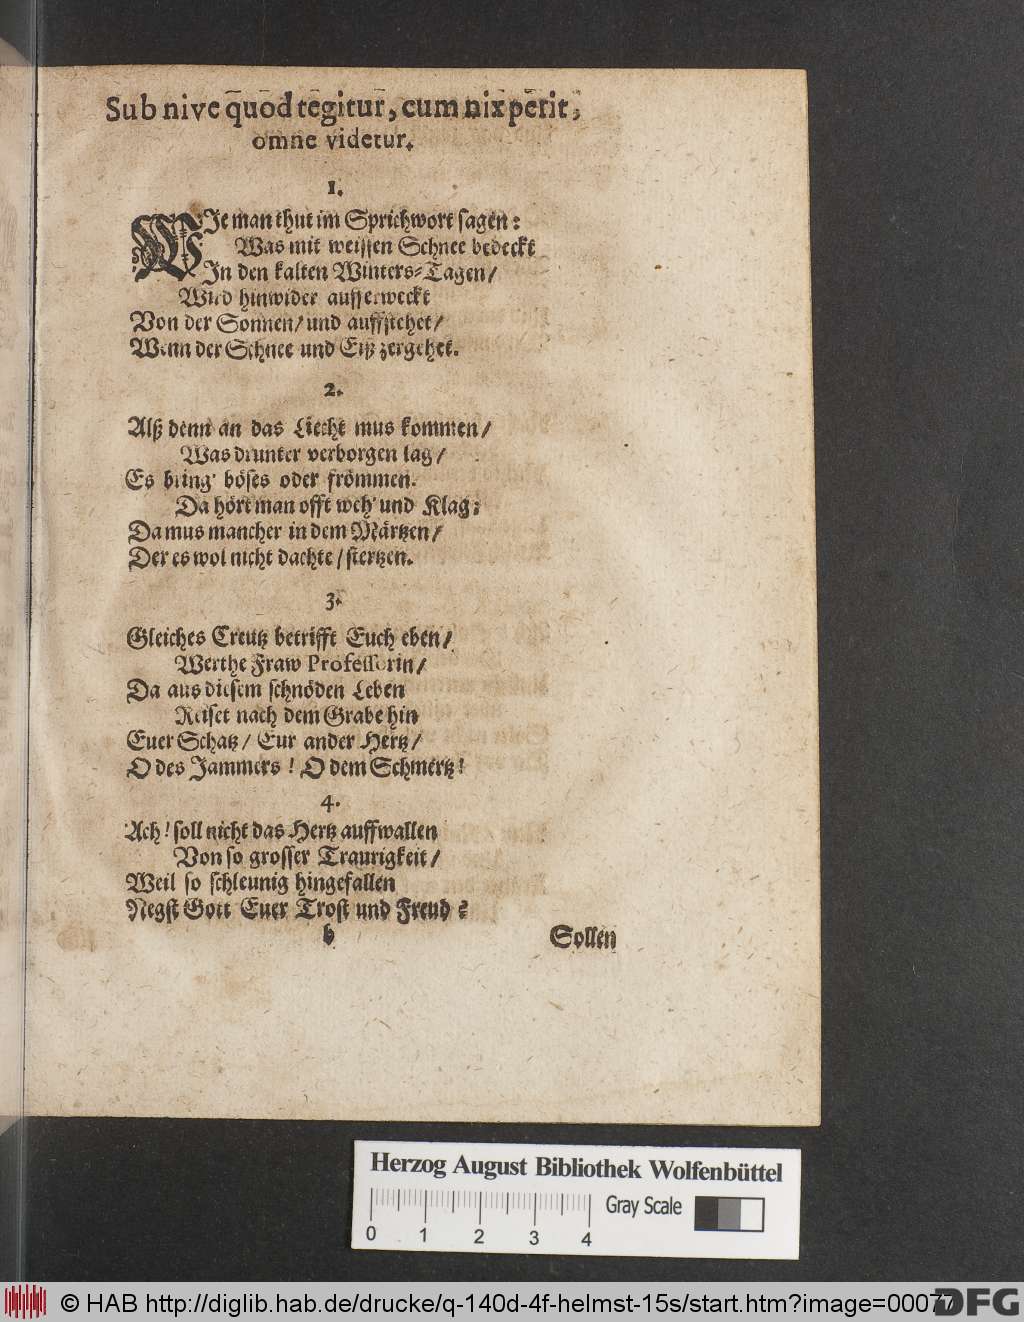 Sub nive quod tegitur, cum nix perit,
omne videtur.
1.
WJe man thut im Sprichwort sagen:
Was mit weissen Schnee bedeckt
Jn den kalten Winters-Tagen/
Wird hinwider aufferweckt
Von der Sonnen/ und auffstehet/
Wenn der Schnee und Eiß zergehet.
2.
Alß denn an das Liecht mus kommen/
Was drunter verborgen lag/
Es bring' böses oder frömmen.
Da hört man offt weh' und Klag;
Da mus mancher in dem Märtzen/
Der es wol nicht dachte/ stertzen.
3.
Gleiches Creutz betrifft Euch eben/
Werthe Fraw Professorin/
Da aus diesem schnöden Leben
Reiset nach dem Grabe hin
Euer Schatz/ Eur ander Hertz/
O des Jammers! O dem Schmertz!
4.
Ach! soll nicht das Hertz auffwallen
Von so grosser Traurigkeit/
Weil so schleunig hingefallen
Negst Gott Euer Trost und Freud?
b
Sollen
Herzog August Bibliothek Wolfenbüttel
Gray Scale
0 1 2 3 4
© HAB http://diglib.hab.de/drucke/q-140d-4f-helmst-15s/start.htm?image=00077
DFG